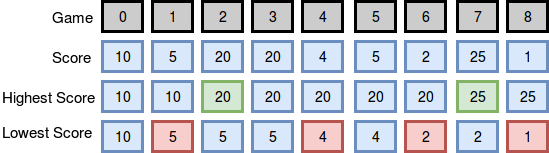 Game 0 1 2 3 4 5 6 7 8
Score 10 5 20 20 4 5 2 25 1
Highest Score 10 10 20 20 20 20 20 25 25
Lowest Score 10 5 5 5 4 4 2 2 1